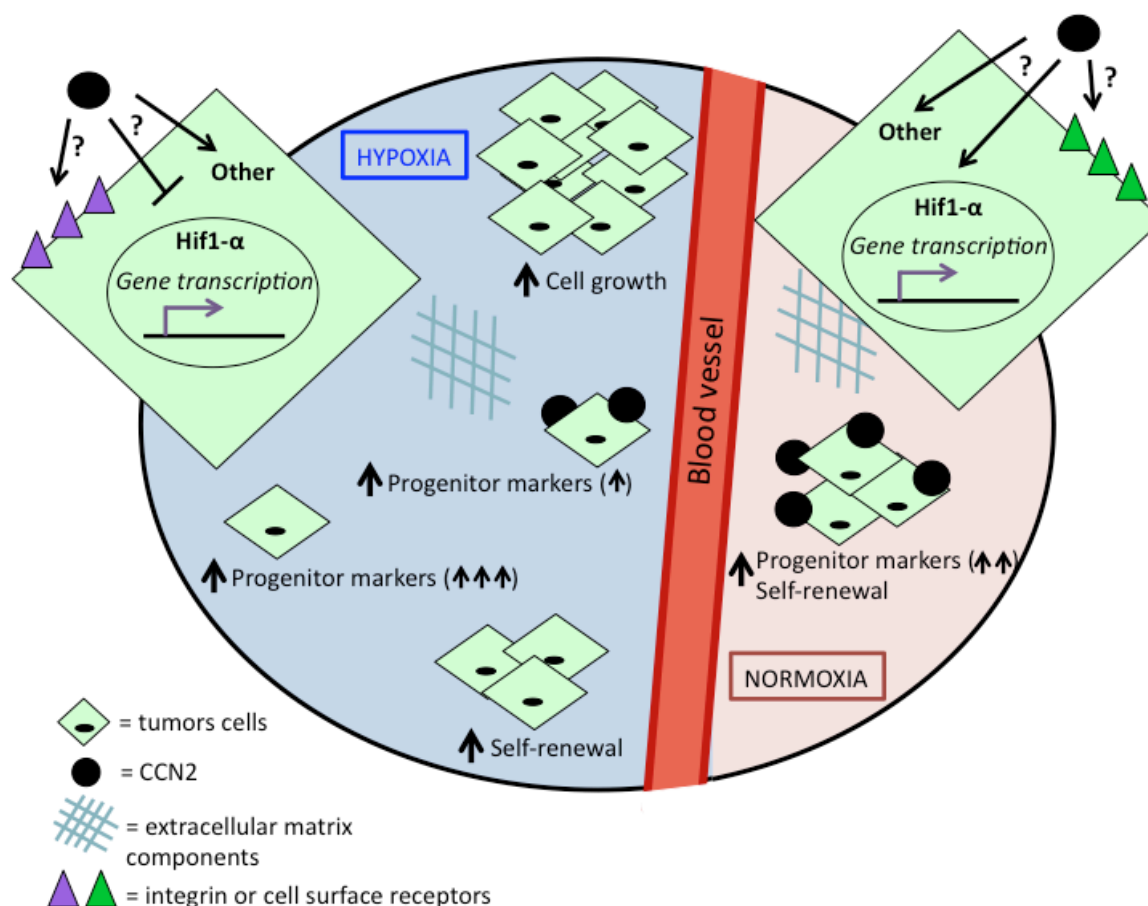 ?
?
Other
Hif1-α
Gene transcription
HYPOXIA
↑ Cell growth
Blood vessel
?
?
Other
Hif1-α
Gene transcription
↑ Progenitor markers (↑)
↑ Progenitor markers (↑↑↑)
↑ Progenitor markers (↑↑)
Self-renewal
↑ Self-renewal
NORMOXIA
= tumors cells
= CCN2
= extracellular matrix
components
= integrin or cell surface receptors